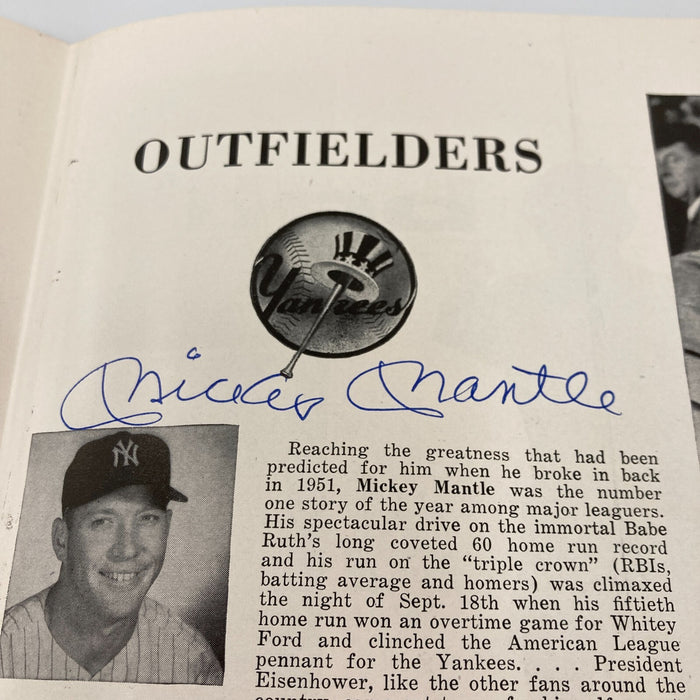 OUTFIELDERS
Yankees
Mickey Mantle
NY
Reaching the greatness that had been
predicted for him when he broke in back
in 1951, Mickey Mantle was the number
one story of the year among major leaguers.
His spectacular drive on the immortal Babe
Ruth's long coveted 60 home run record
and his run on the "triple crown" (RBIs,
batting average and homers) was climaxed
the night of Sept. 18th when his fiftieth
home run won an overtime game for Whitey
Ford and clinched the American League
pennant for the Yankees. . . . President
Eisenhower, like the other fans around the